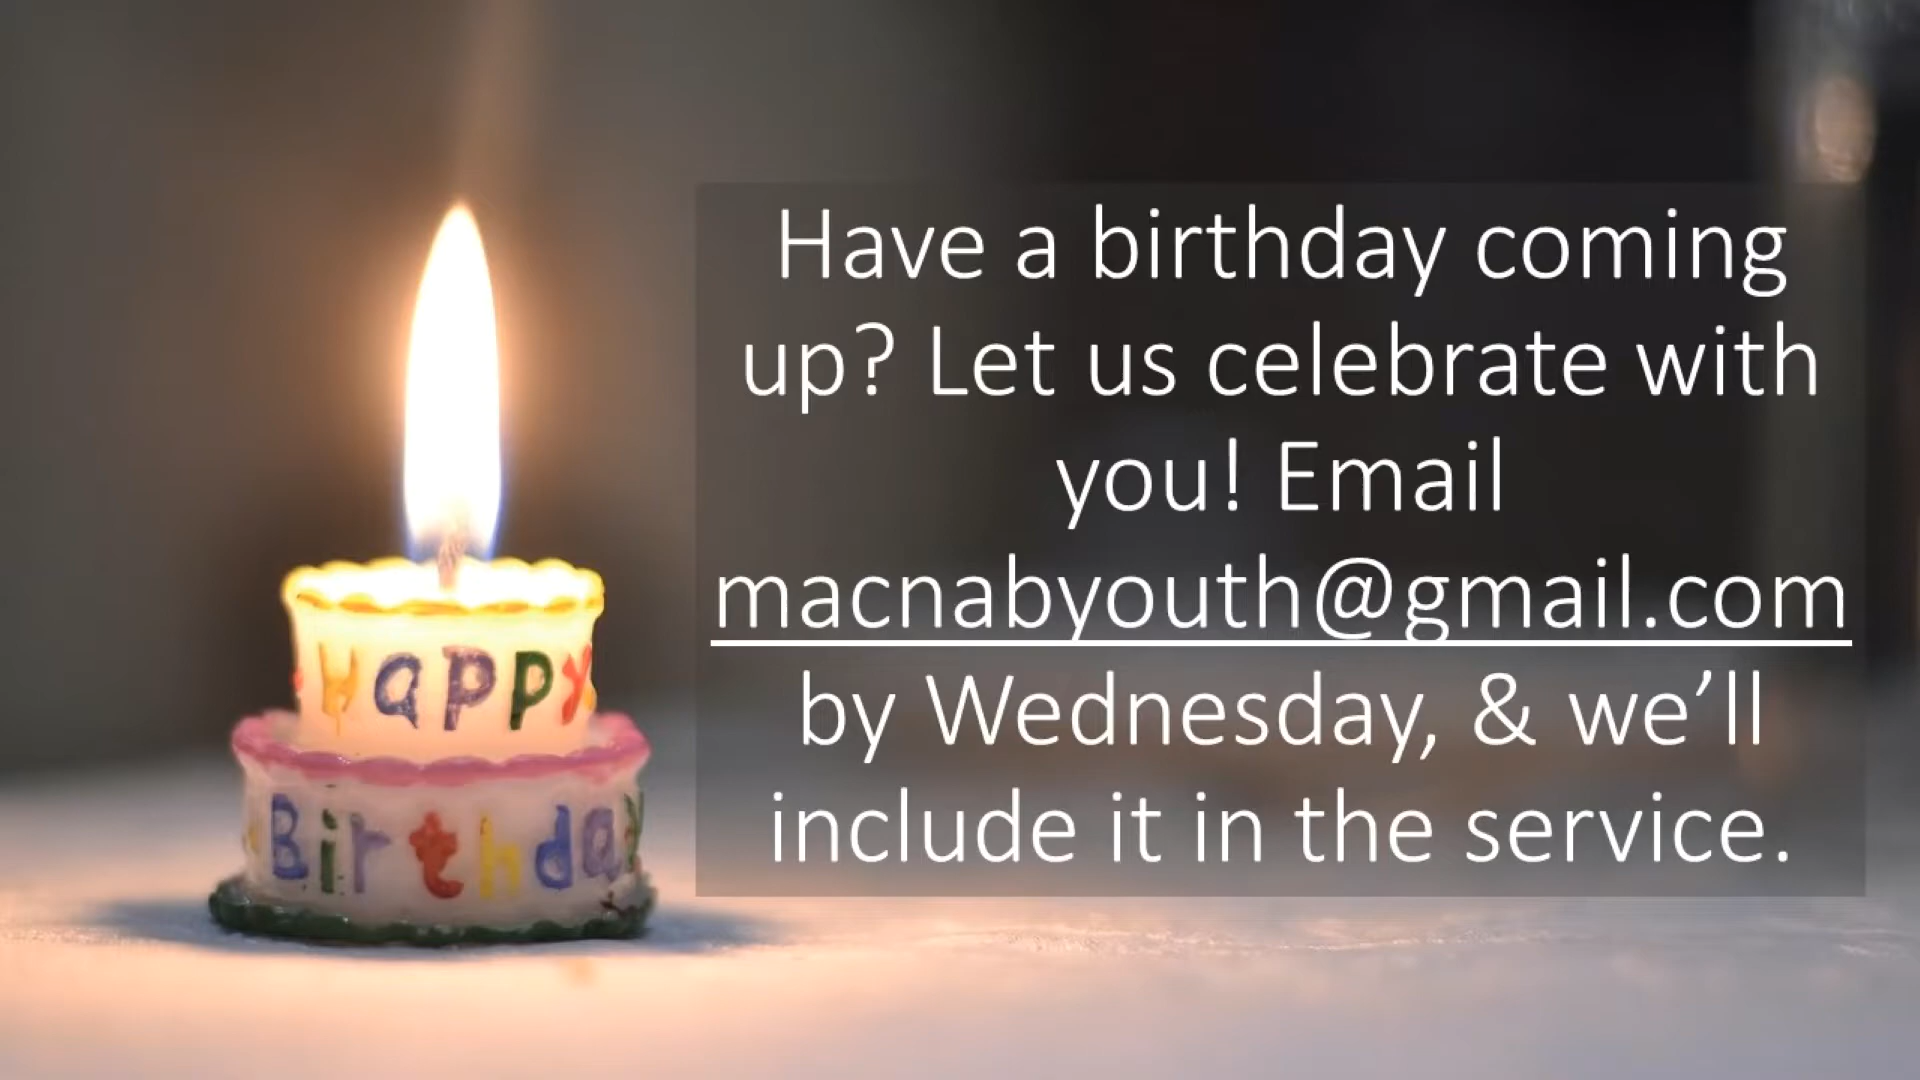 Have a birthday coming
up? Let us celebrate with
you! Email
macnabyouth@gmail.com
by Wednesday, & we’ll
include it in the service.
Happy
Birthday